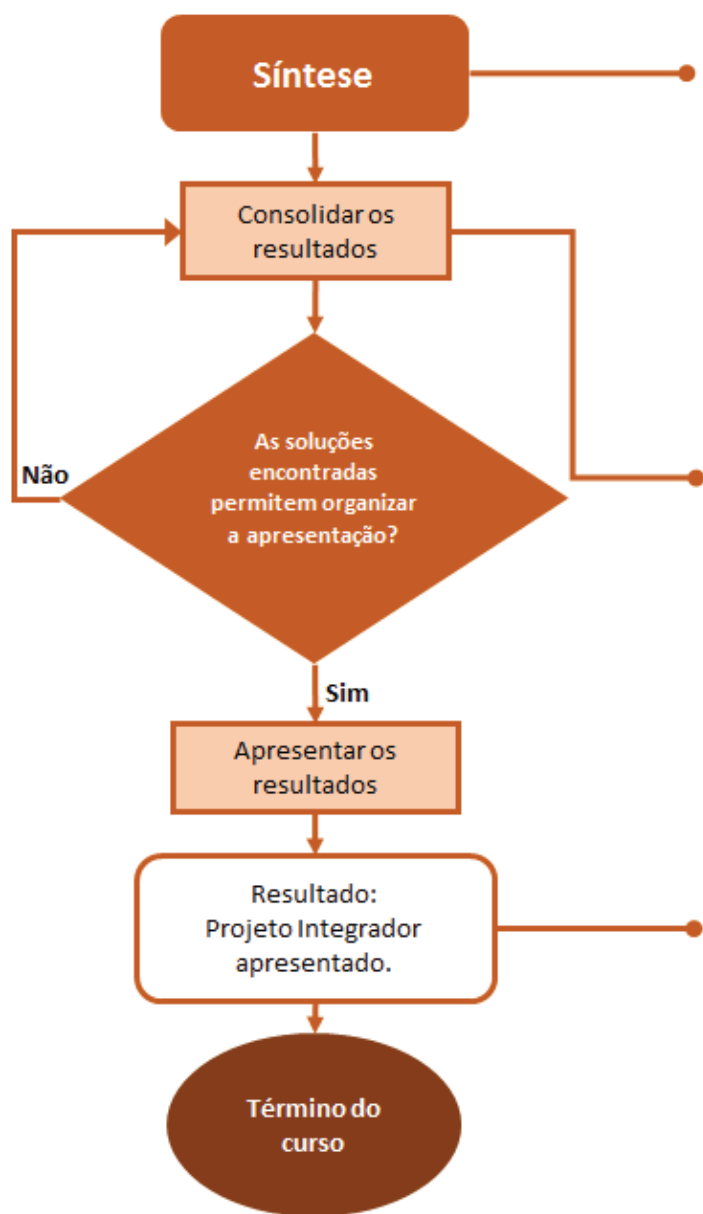 Síntese
Consolidar os
resultados
As soluções
encontradas
permitem organizar
a apresentação?
Não
Sim
Apresentar os
resultados
Resultado:
Projeto Integrador
apresentado.
Término do
curso